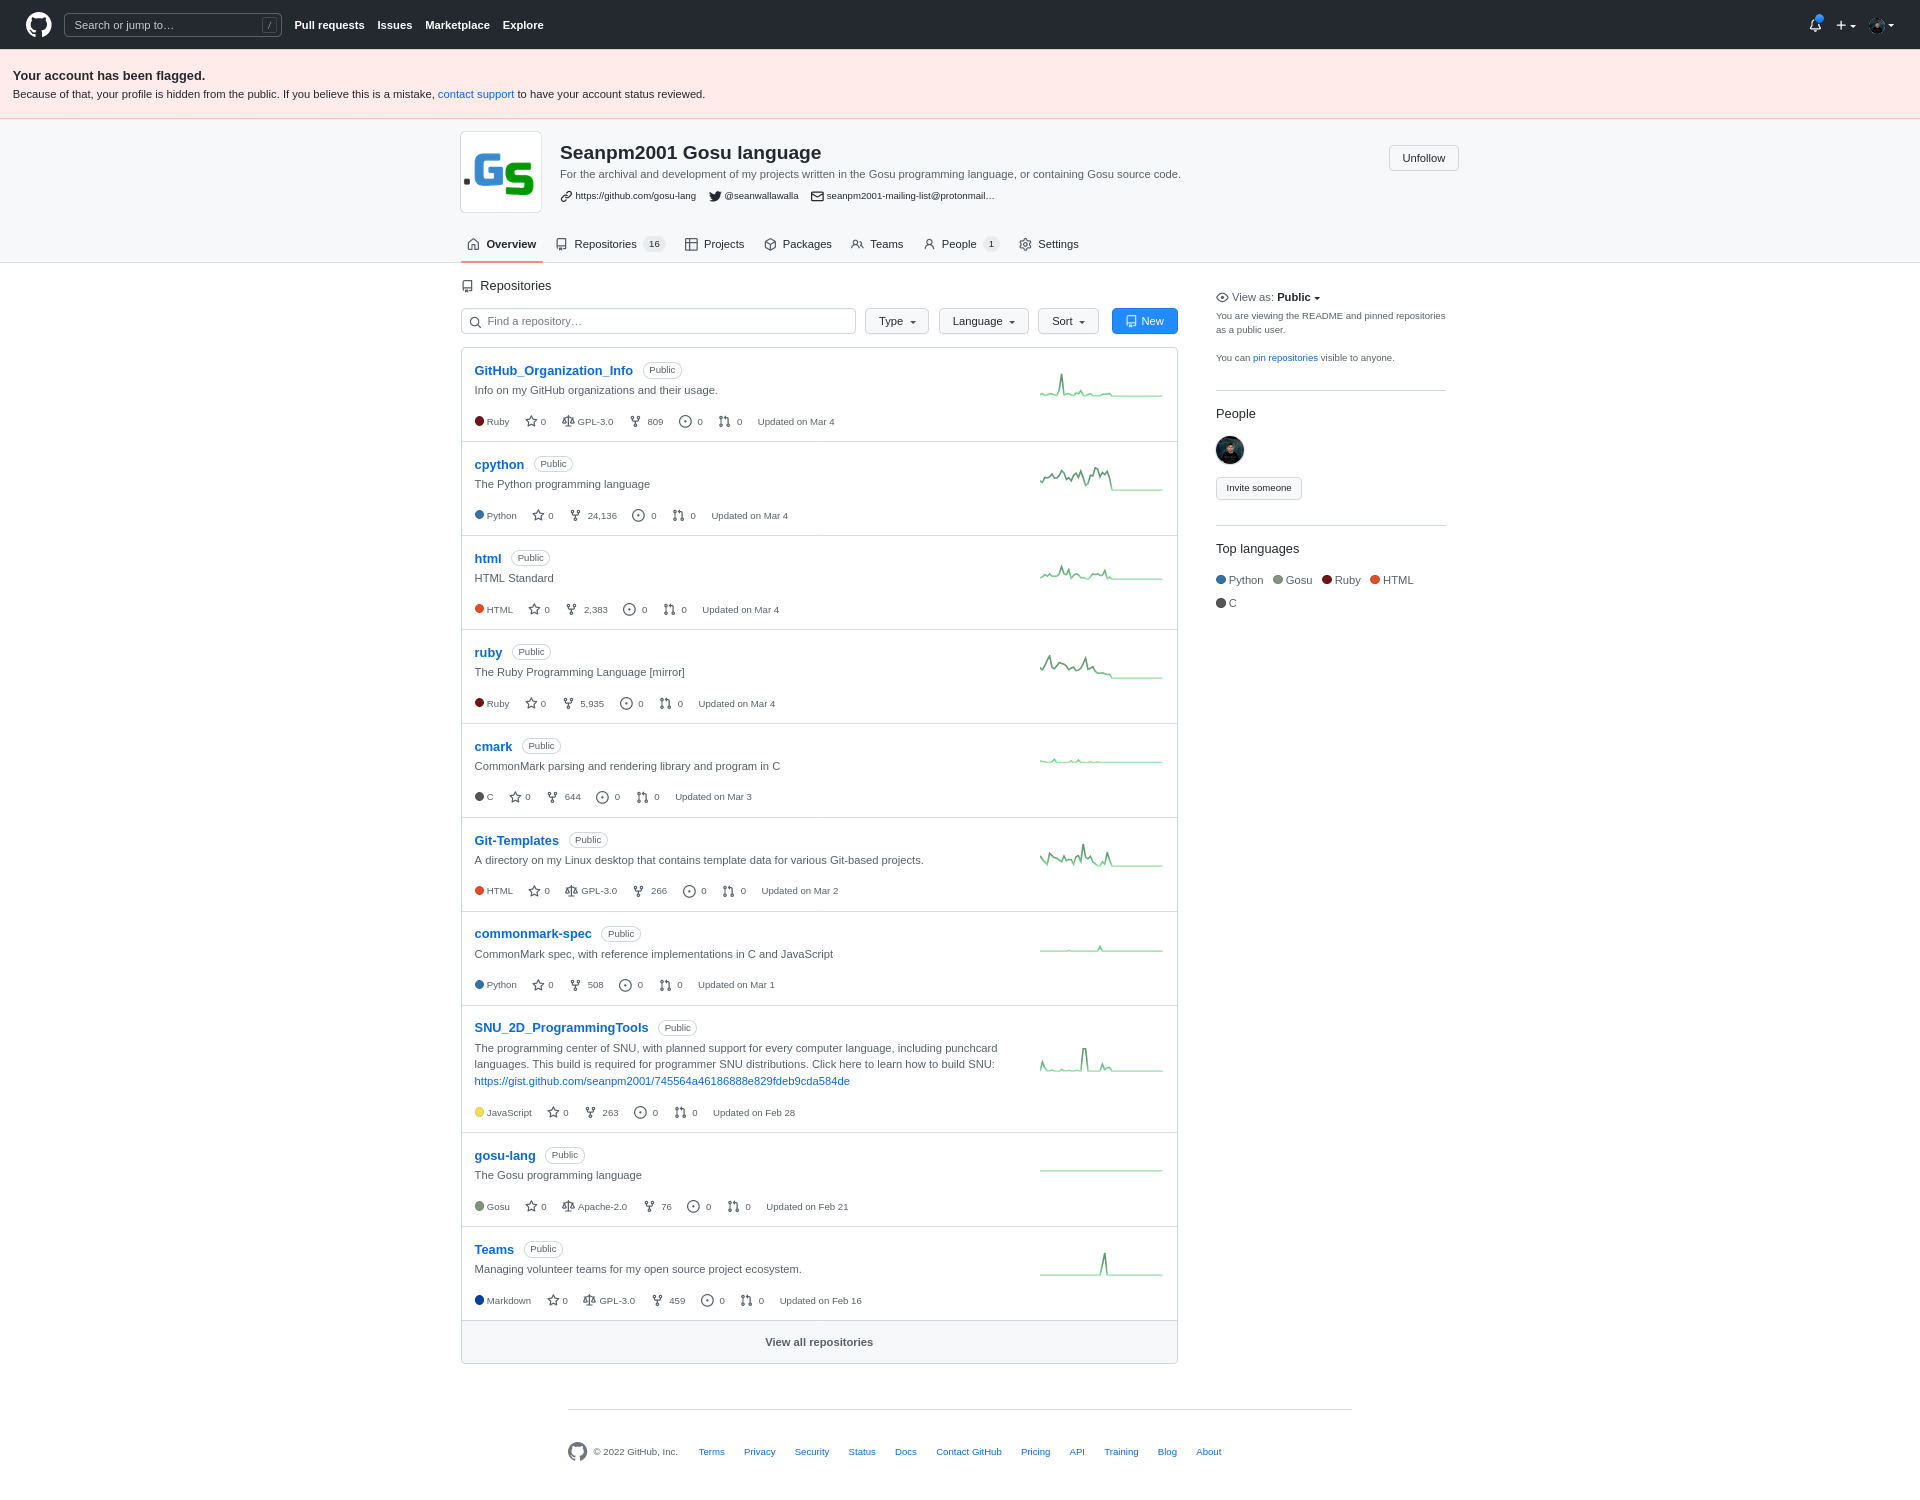 Search or jump to…
/
Pull requests Issues Marketplace Explore
Your account has been flagged.
Because of that, your profile is hidden from the public. If you believe this is a mistake, contact support to have your account status reviewed.
.GS
Seanpm2001 Gosu language
For the archival and development of my projects written in the Gosu programming language, or containing Gosu source code.
https://github.com/gosu-lang @seanwallawalla seanpm2001-mailing-list@protonmail…
Unfollow
Overview Repositories 16 Projects Packages Teams People 1 Settings
Repositories
Find a repository… Type Language Sort New
GitHub_Organization_Info Public
Info on my GitHub organizations and their usage.
Ruby 0 GPL-3.0 809 0 0 Updated on Mar 4
cpython Public
The Python programming language
Python 0 24,136 0 0 Updated on Mar 4
html Public
HTML Standard
HTML 0 2,383 0 0 Updated on Mar 4
ruby Public
The Ruby Programming Language [mirror]
Ruby 0 5,935 0 0 Updated on Mar 4
cmark Public
CommonMark parsing and rendering library and program in C
C 0 644 0 0 Updated on Mar 3
Git-Templates Public
A directory on my Linux desktop that contains template data for various Git-based projects.
HTML 0 GPL-3.0 266 0 0 Updated on Mar 2
commonmark-spec Public
CommonMark spec, with reference implementations in C and JavaScript
Python 0 508 0 0 Updated on Mar 1
SNU_2D_ProgrammingTools Public
The programming center of SNU, with planned support for every computer language, including punchcard
languages. This build is required for programmer SNU distributions. Click here to learn how to build SNU:
https://gist.github.com/seanpm2001/745564a46186888e829fdeb9cda584de
JavaScript 0 263 0 0 Updated on Feb 28
gosu-lang Public
The Gosu programming language
Gosu 0 Apache-2.0 76 0 0 Updated on Feb 21
Teams Public
Managing volunteer teams for my open source project ecosystem.
Markdown 0 GPL-3.0 459 0 0 Updated on Feb 16
View all repositories
View as: Public
You are viewing the README and pinned repositories
as a public user.
You can pin repositories visible to anyone.
People
Invite someone
Top languages
Python Gosu Ruby HTML
C
© 2022 GitHub, Inc. Terms Privacy Security Status Docs Contact GitHub Pricing API Training Blog About